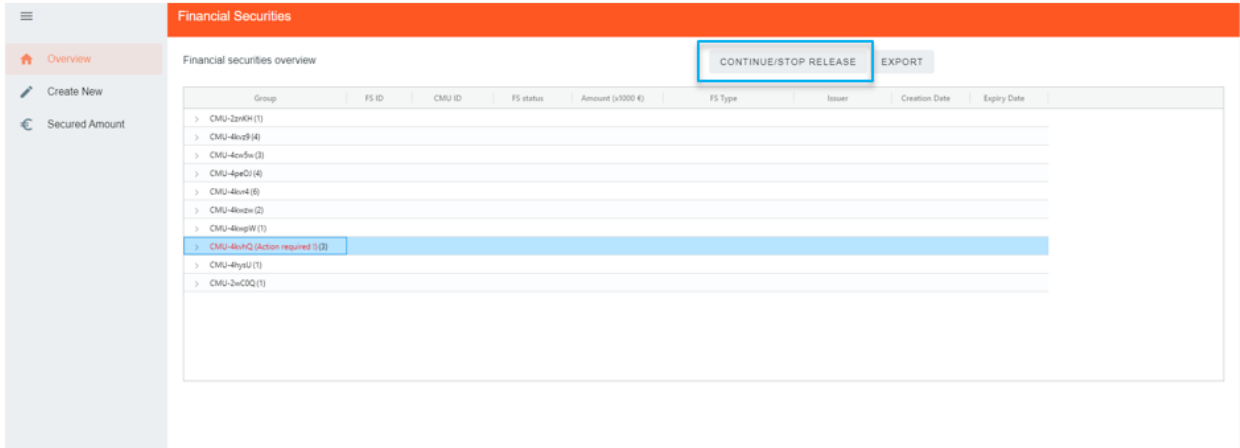 Financial Securities
Overview
Create New
Secured Amount
Financial securities overview
CONTINUE/STOP RELEASE
EXPORT
Group FS ID CMU ID FS status Amount (x1000 €) FS Type Issuer Creation Date Expiry Date
CMU-2znKH (1)
CMU-4kvz9 (4)
CMU-4cw5w (3)
CMU-4peOJ (4)
CMU-4kvr4 (6)
CMU-4kwzw (2)
CMU-4kwpW (1)
CMU-4kvhQ (Action required !) (3)
CMU-4hysU (1)
CMU-2wC0Q (1)